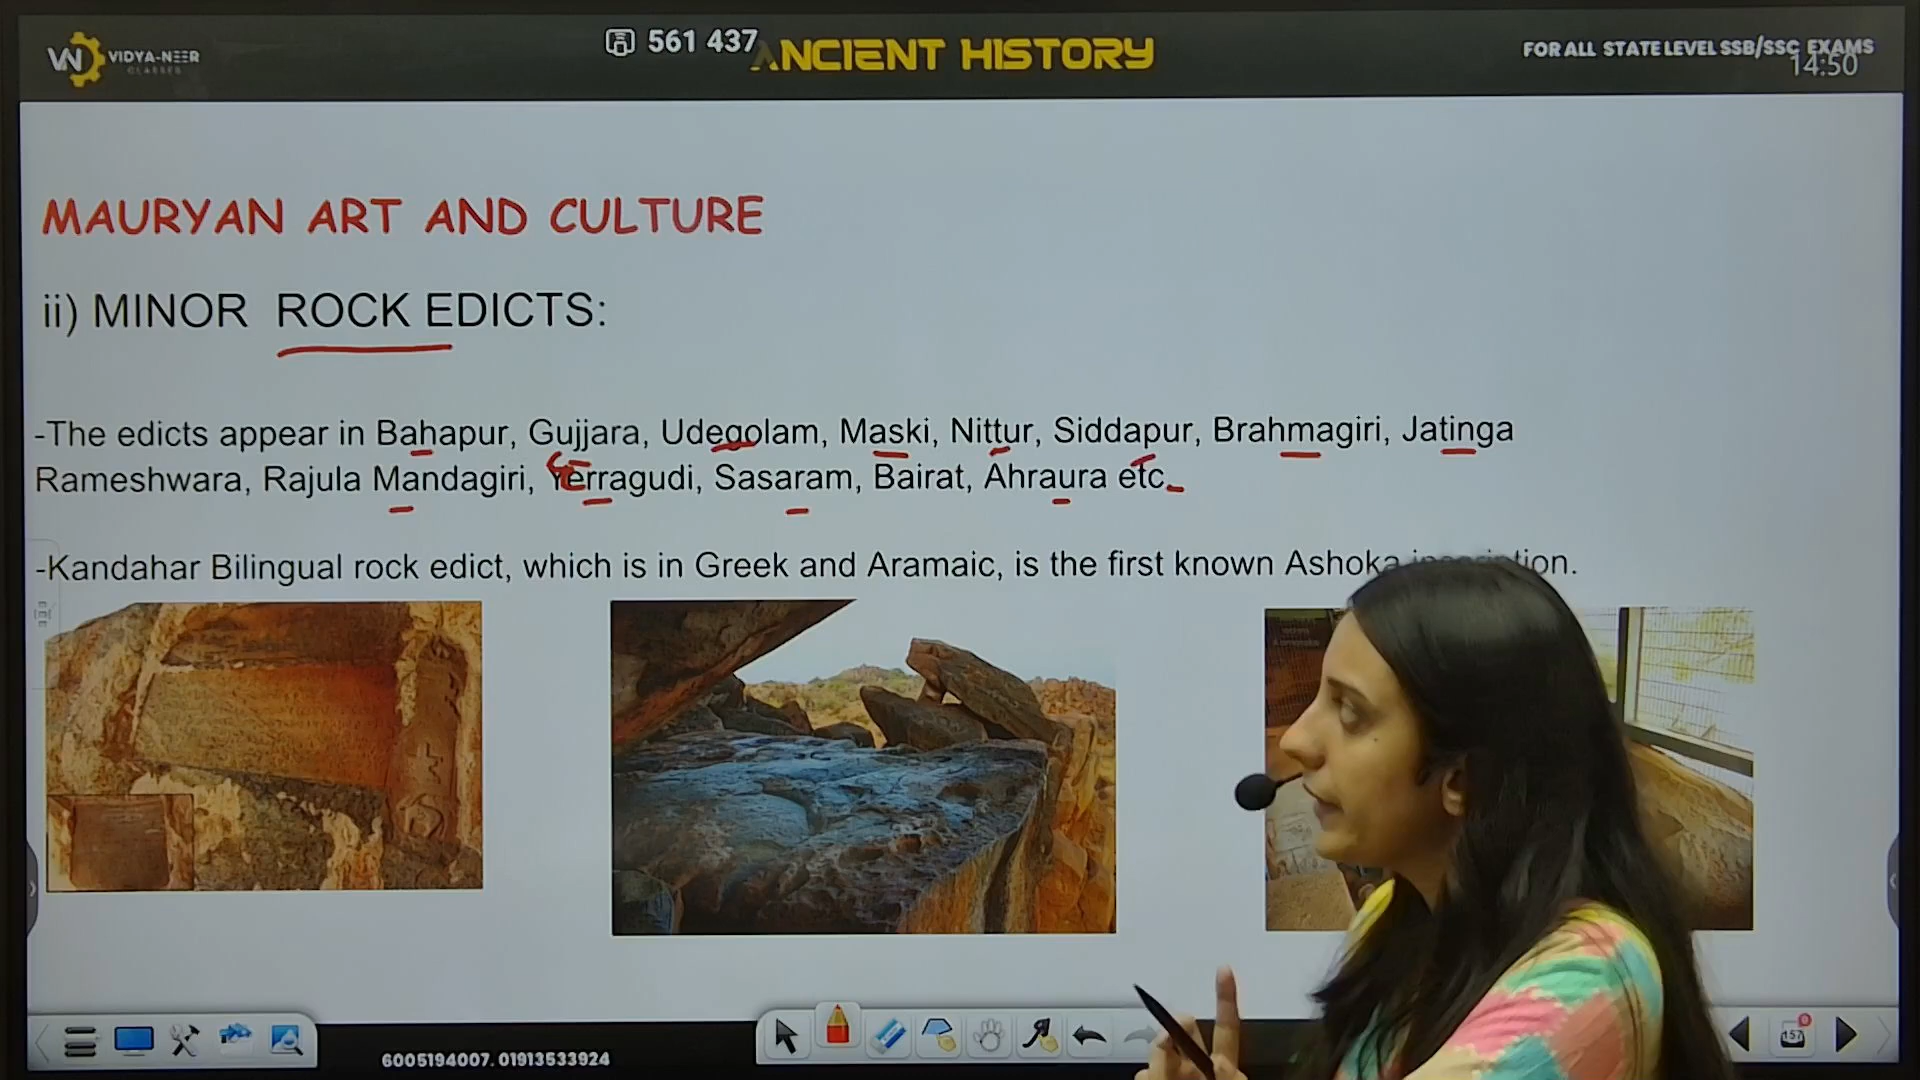 VIDYA-NEER
CLASSES
561 437
ANCIENT HISTORY
FOR ALL STATE LEVEL SSB/SSC EXAMS
14:50
MAURYAN ART AND CULTURE
ii) MINOR ROCK EDICTS:
-The edicts appear in Bahapur, Gujjara, Udegolam, Maski, Nittur, Siddapur, Brahmagiri, Jatinga
Rameshwara, Rajula Mandagiri, Yerragudi, Sasaram, Bairat, Ahraura etc.
-Kandahar Bilingual rock edict, which is in Greek and Aramaic, is the first known Ashoka
6005194007. 01913533924
157